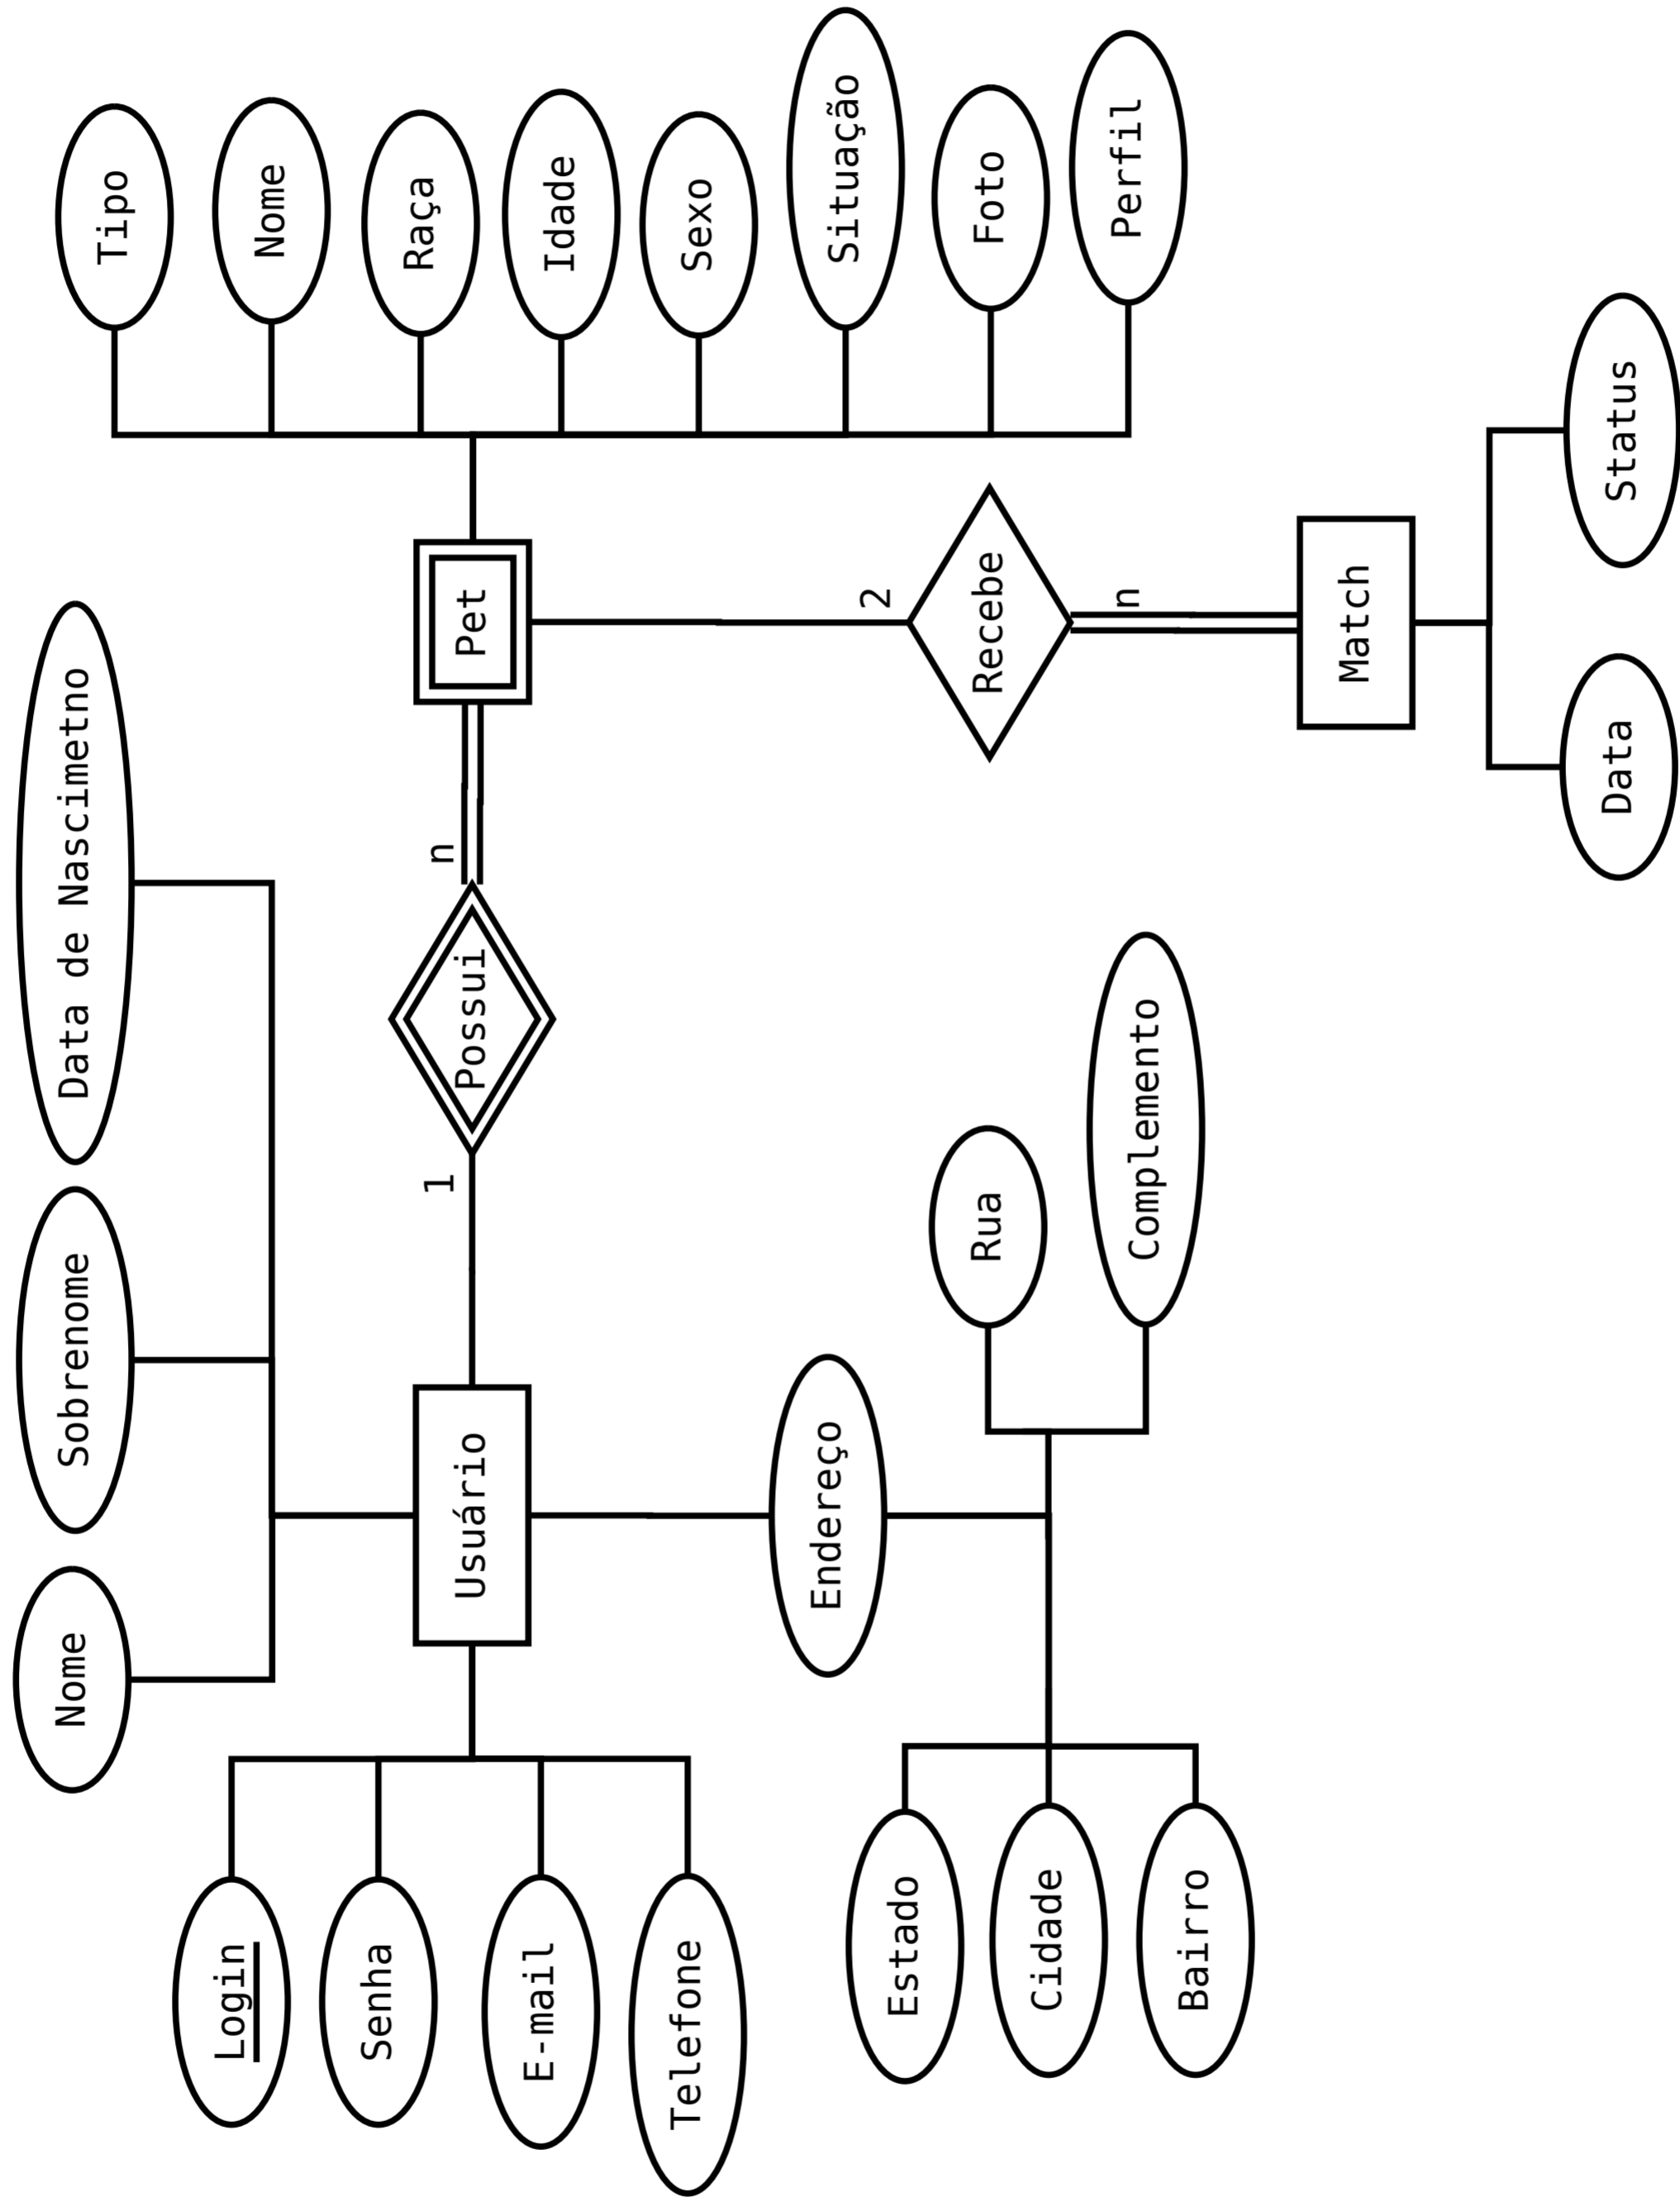 Nome
Sobrenome
Data de Nascimetno
Login
Senha
E-mail
Telefone
Usuário
1
Possui
n
Pet
Tipo
Nome
Raça
Idade
Sexo
Situação
Foto
Perfil
Endereço
Estado
Cidade
Bairro
Rua
Complemento
2
Recebe
n
Match
Data
Status